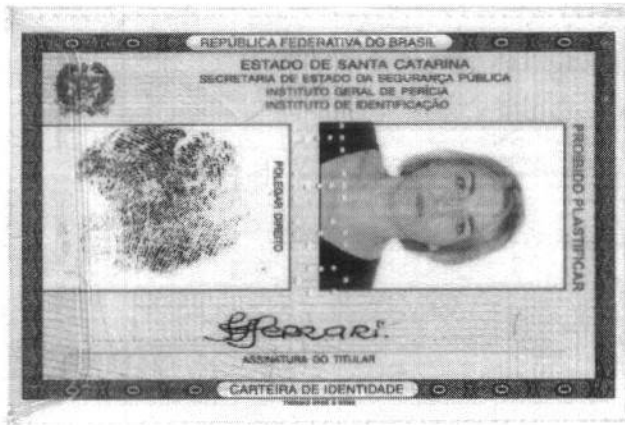 REPÚBLICA FEDERATIVA DO BRASIL
ESTADO DE SANTA CATARINA
SECRETARIA DE ESTADO DA SEGURANÇA PÚBLICA
INSTITUTO GERAL DE PERÍCIA
INSTITUTO DE IDENTIFICAÇÃO
POLEGAR DIREITO
PROIBIDO PLASTIFICAR
Ferrari
ASSINATURA DO TITULAR
CARTEIRA DE IDENTIDADE